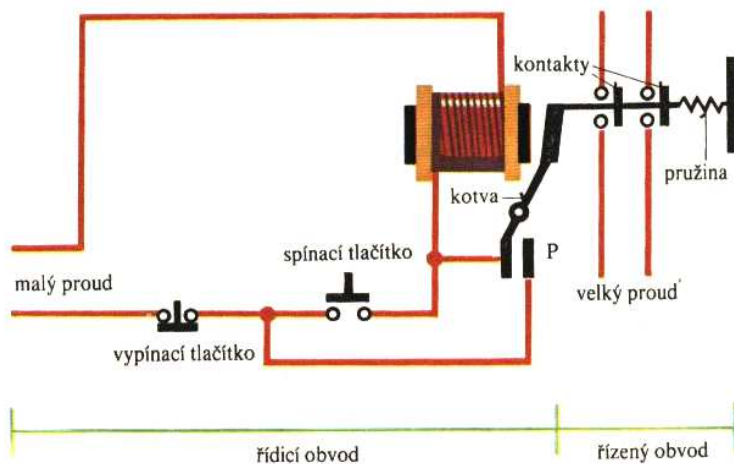 kontakty
pružina
kotva
spínací tlačítko
P
malý proud
velký proud
vypínací tlačítko
řídicí obvod
řízený obvod